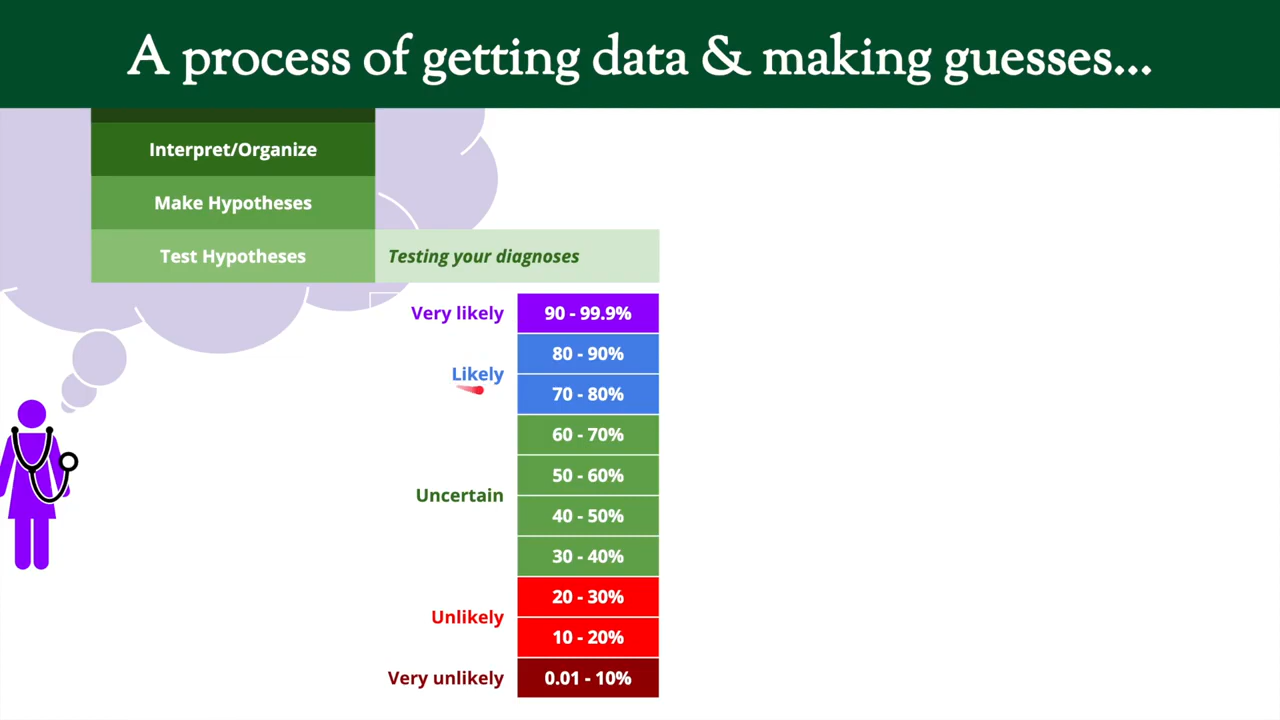 A process of getting data & making guesses...
Interpret/Organize
Make Hypotheses
Test Hypotheses
Testing your diagnoses
Very likely
90 - 99.9%
80 - 90%
Likely
70 - 80%
60 - 70%
50 - 60%
Uncertain
40 - 50%
30 - 40%
20 - 30%
Unlikely
10 - 20%
Very unlikely
0.01 - 10%